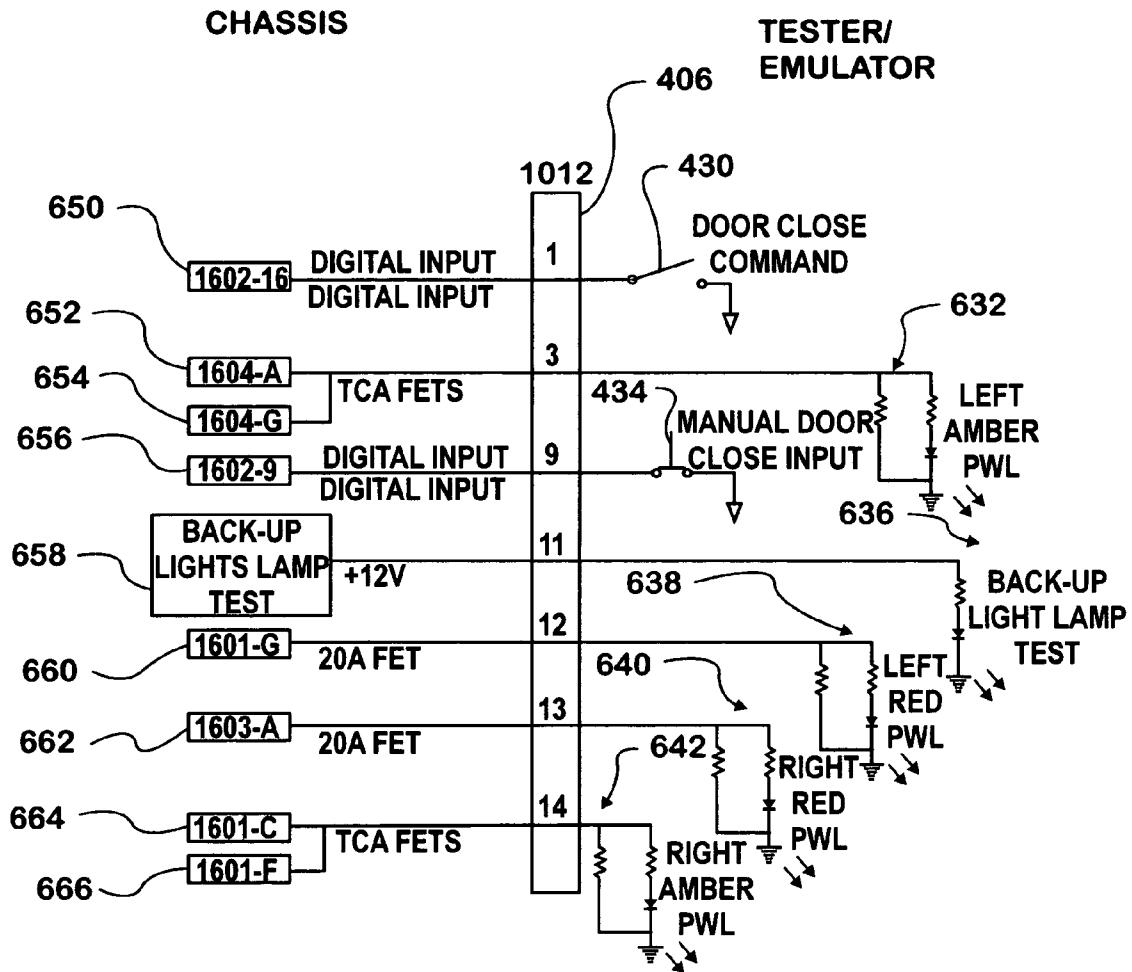 CHASSIS
TESTER/
EMULATOR
406
1012
430
650
1
DOOR CLOSE
COMMAND
1602-16
DIGITAL INPUT
DIGITAL INPUT
652
3
632
1604-A
654
TCA FETS
434
LEFT
AMBER
PWL
1604-G
656
MANUAL DOOR
CLOSE INPUT
9
DIGITAL INPUT
DIGITAL INPUT
1602-9
636
658
BACK-UP
LIGHTS LAMP
TEST
+12V
11
638
BACK-UP
LIGHT LAMP
TEST
12
660
1601-G
20A FET
640
LEFT
RED
PWL
13
662
1603-A
20A FET
642
RIGHT
RED
PWL
14
664
1601-C
TCA FETS
666
1601-F
RIGHT
AMBER
PWL